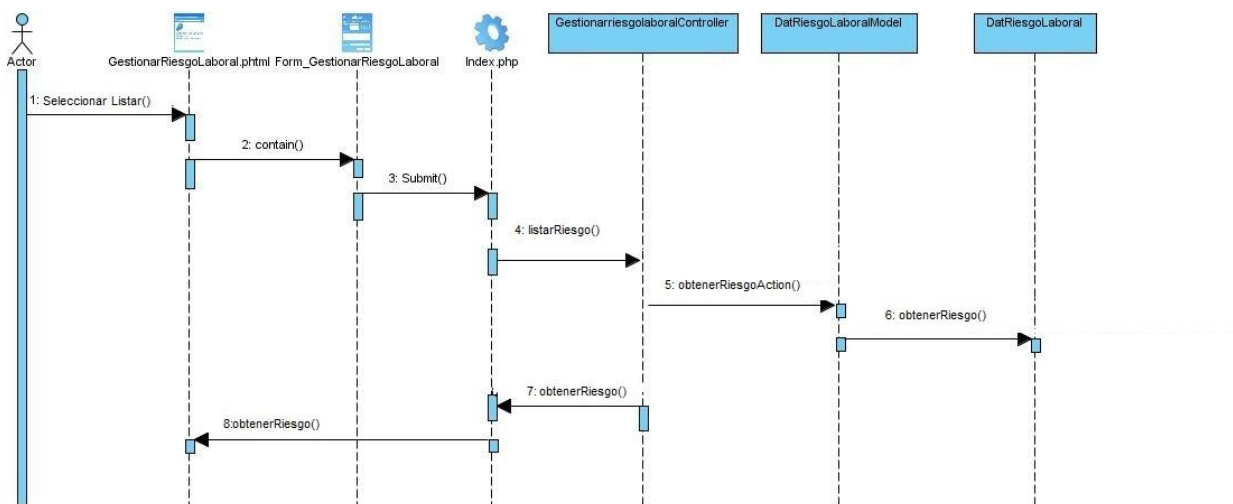 GestionarriesgolaboralController
DatRiesgoLaboralModel
DatRiesgoLaboral
Actor
GestionarRiesgoLaboral.phtml
Form_GestionarRiesgoLaboral
Index.php
1: Seleccionar Listar()
2: contain()
3: Submit()
4: listarRiesgo()
5: obtenerRiesgoAction()
6: obtenerRiesgo()
7: obtenerRiesgo()
8:obtenerRiesgo()